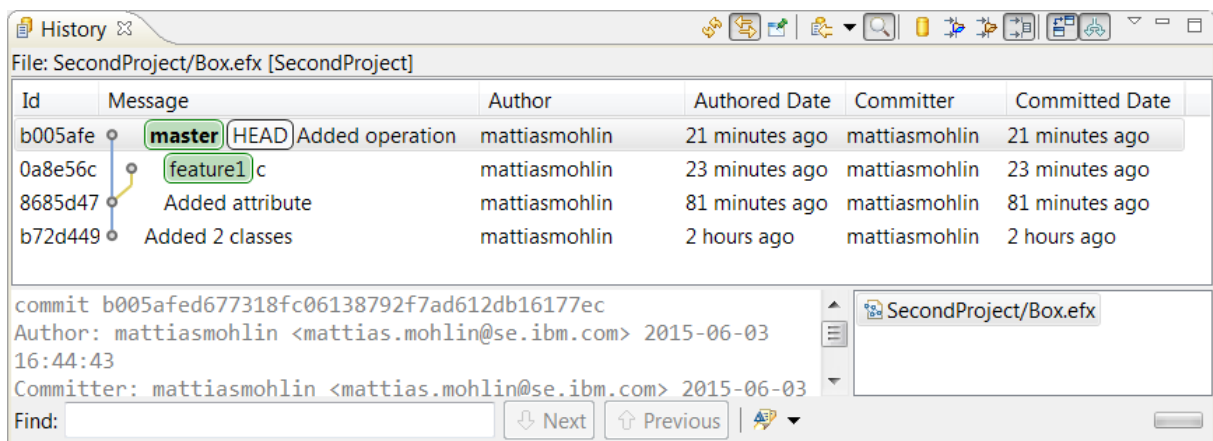 History
File: SecondProject/Box.efx [SecondProject]
Id Message Author Authored Date Committer Committed Date
b005afe master HEAD Added operation mattiasmohlin 21 minutes ago mattiasmohlin 21 minutes ago
0a8e56c feature1 c mattiasmohlin 23 minutes ago mattiasmohlin 23 minutes ago
8685d47 Added attribute mattiasmohlin 81 minutes ago mattiasmohlin 81 minutes ago
b72d449 Added 2 classes mattiasmohlin 2 hours ago mattiasmohlin 2 hours ago
commit b005afed677318fc06138792f7ad612db16177ec
Author: mattiasmohlin <mattias.mohlin@se.ibm.com> 2015-06-03
16:44:43
Committer: mattiasmohlin <mattias.mohlin@se.ibm.com> 2015-06-03
SecondProject/Box.efx
Find: Next Previous